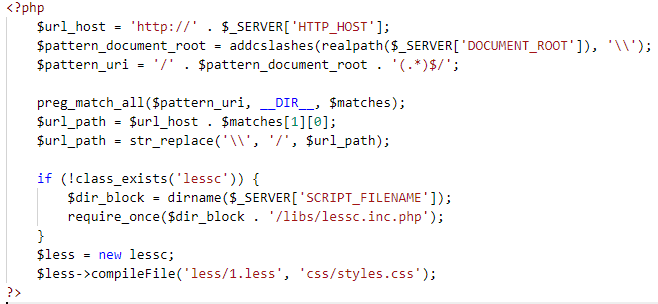 <?php
$url_host = 'http://' . $_SERVER['HTTP_HOST'];
$pattern_document_root = addcslashes(realpath($_SERVER['DOCUMENT_ROOT']), '\\');
$pattern_uri = '/' . $pattern_document_root . '(.*)$/';
preg_match_all($pattern_uri, __DIR__, $matches);
$url_path = $url_host . $matches[1][0];
$url_path = str_replace('\\', '/', $url_path);
if (!class_exists('lessc')) {
$dir_block = dirname($_SERVER['SCRIPT_FILENAME']);
require_once($dir_block . '/libs/lessc.inc.php');
}
$less = new lessc;
$less->compileFile('less/1.less', 'css/styles.css');
?>